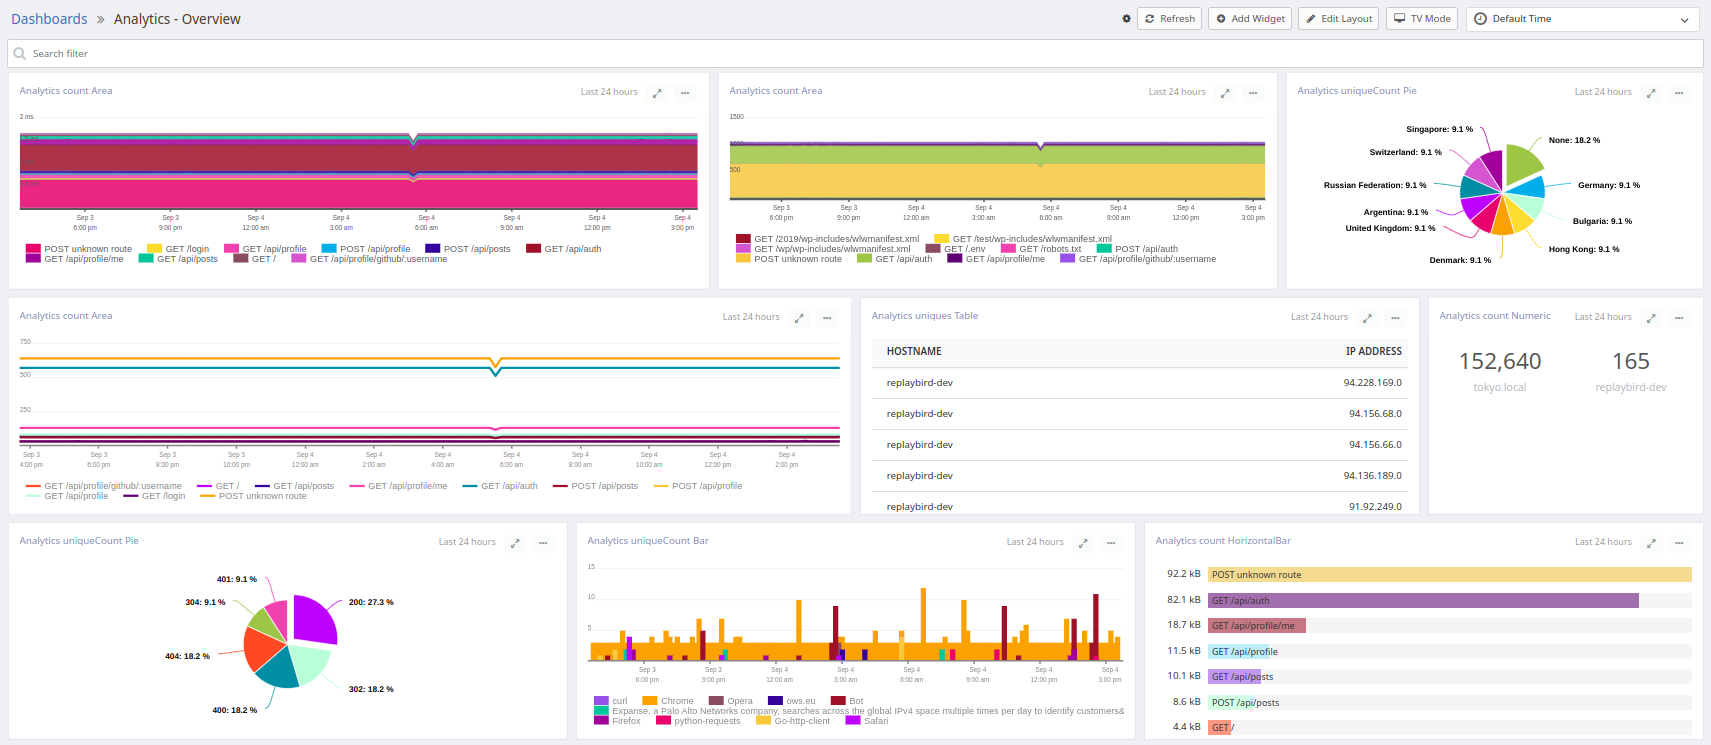 Dashboards » Analytics - Overview
Refresh
Add Widget
Edit Layout
TV Mode
Default Time
Search filter
Analytics count Area
Last 24 hours
2 ms
Sep 3 Sep 3 Sep 4 Sep 4 Sep 4 Sep 4 Sep 4 Sep 4
6:00 pm 9:00 pm 12:00 am 3:00 am 6:00 am 9:00 am 12:00 pm 3:00 pm
POST unknown route GET /login GET /api/profile POST /api/profile POST /api/posts GET /api/auth
GET /api/profile/me GET /api/posts GET / GET /api/profile/github/:username
Analytics count Area
Last 24 hours
1500
1000
500
Sep 3 Sep 3 Sep 4 Sep 4 Sep 4 Sep 4 Sep 4 Sep 4
6:00 pm 9:00 pm 12:00 am 3:00 am 6:00 am 9:00 am 12:00 pm 3:00 pm
GET /2019/wp-includes/wlwmanifest.xml GET /test/wp-includes/wlwmanifest.xml
GET /wp/wp-includes/wlwmanifest.xml GET /.env GET /robots.txt POST /api/auth
POST unknown route GET /api/auth GET /api/profile/me GET /api/profile/github/:username
Analytics uniqueCount Pie
Last 24 hours
Singapore: 9.1 %
None: 18.2 %
Switzerland: 9.1 %
Russian Federation: 9.1 %
Germany: 9.1 %
Argentina: 9.1 %
Bulgaria: 9.1 %
United Kingdom: 9.1 %
Hong Kong: 9.1 %
Denmark: 9.1 %
Analytics count Area
Last 24 hours
750
500
250
Sep 3 Sep 3 Sep 3 Sep 3 Sep 4 Sep 4 Sep 4 Sep 4 Sep 4 Sep 4 Sep 4 Sep 4
4:00 pm 6:00 pm 8:00 pm 10:00 pm 12:00 am 2:00 am 4:00 am 6:00 am 8:00 am 10:00 am 12:00 pm 2:00 pm
GET /api/profile/github/:username GET / GET /api/posts GET /api/profile/me GET /api/auth POST /api/posts POST /api/profile
GET /api/profile GET /login POST unknown route
Analytics uniques Table
Last 24 hours
HOSTNAME IP ADDRESS
replaybird-dev 94.228.169.0
replaybird-dev 94.156.68.0
replaybird-dev 94.156.66.0
replaybird-dev 94.136.189.0
replaybird-dev 91.92.249.0
Analytics count Numeric
Last 24 hours
152,640 165
tokyo.local replaybird-dev
Analytics uniqueCount Pie
Last 24 hours
401: 9.1 %
304: 9.1 %
200: 27.3 %
404: 18.2 %
302: 18.2 %
400: 18.2 %
Analytics uniqueCount Bar
Last 24 hours
15
10
5
Sep 3 Sep 3 Sep 4 Sep 4 Sep 4 Sep 4 Sep 4 Sep 4
6:00 pm 9:00 pm 12:00 am 3:00 am 6:00 am 9:00 am 12:00 pm 3:00 pm
curl Chrome Opera ows.eu Bot
Expanse, a Palo Alto Networks company, searches across the global IPv4 space multiple times per day to identify customers&
Firefox python-requests Go-http-client Safari
Analytics count HorizontalBar
Last 24 hours
92.2 kB POST unknown route
82.1 kB GET /api/auth
18.7 kB GET /api/profile/me
11.5 kB GET /api/profile
10.1 kB GET /api/posts
8.6 kB POST /api/posts
4.4 kB GET /